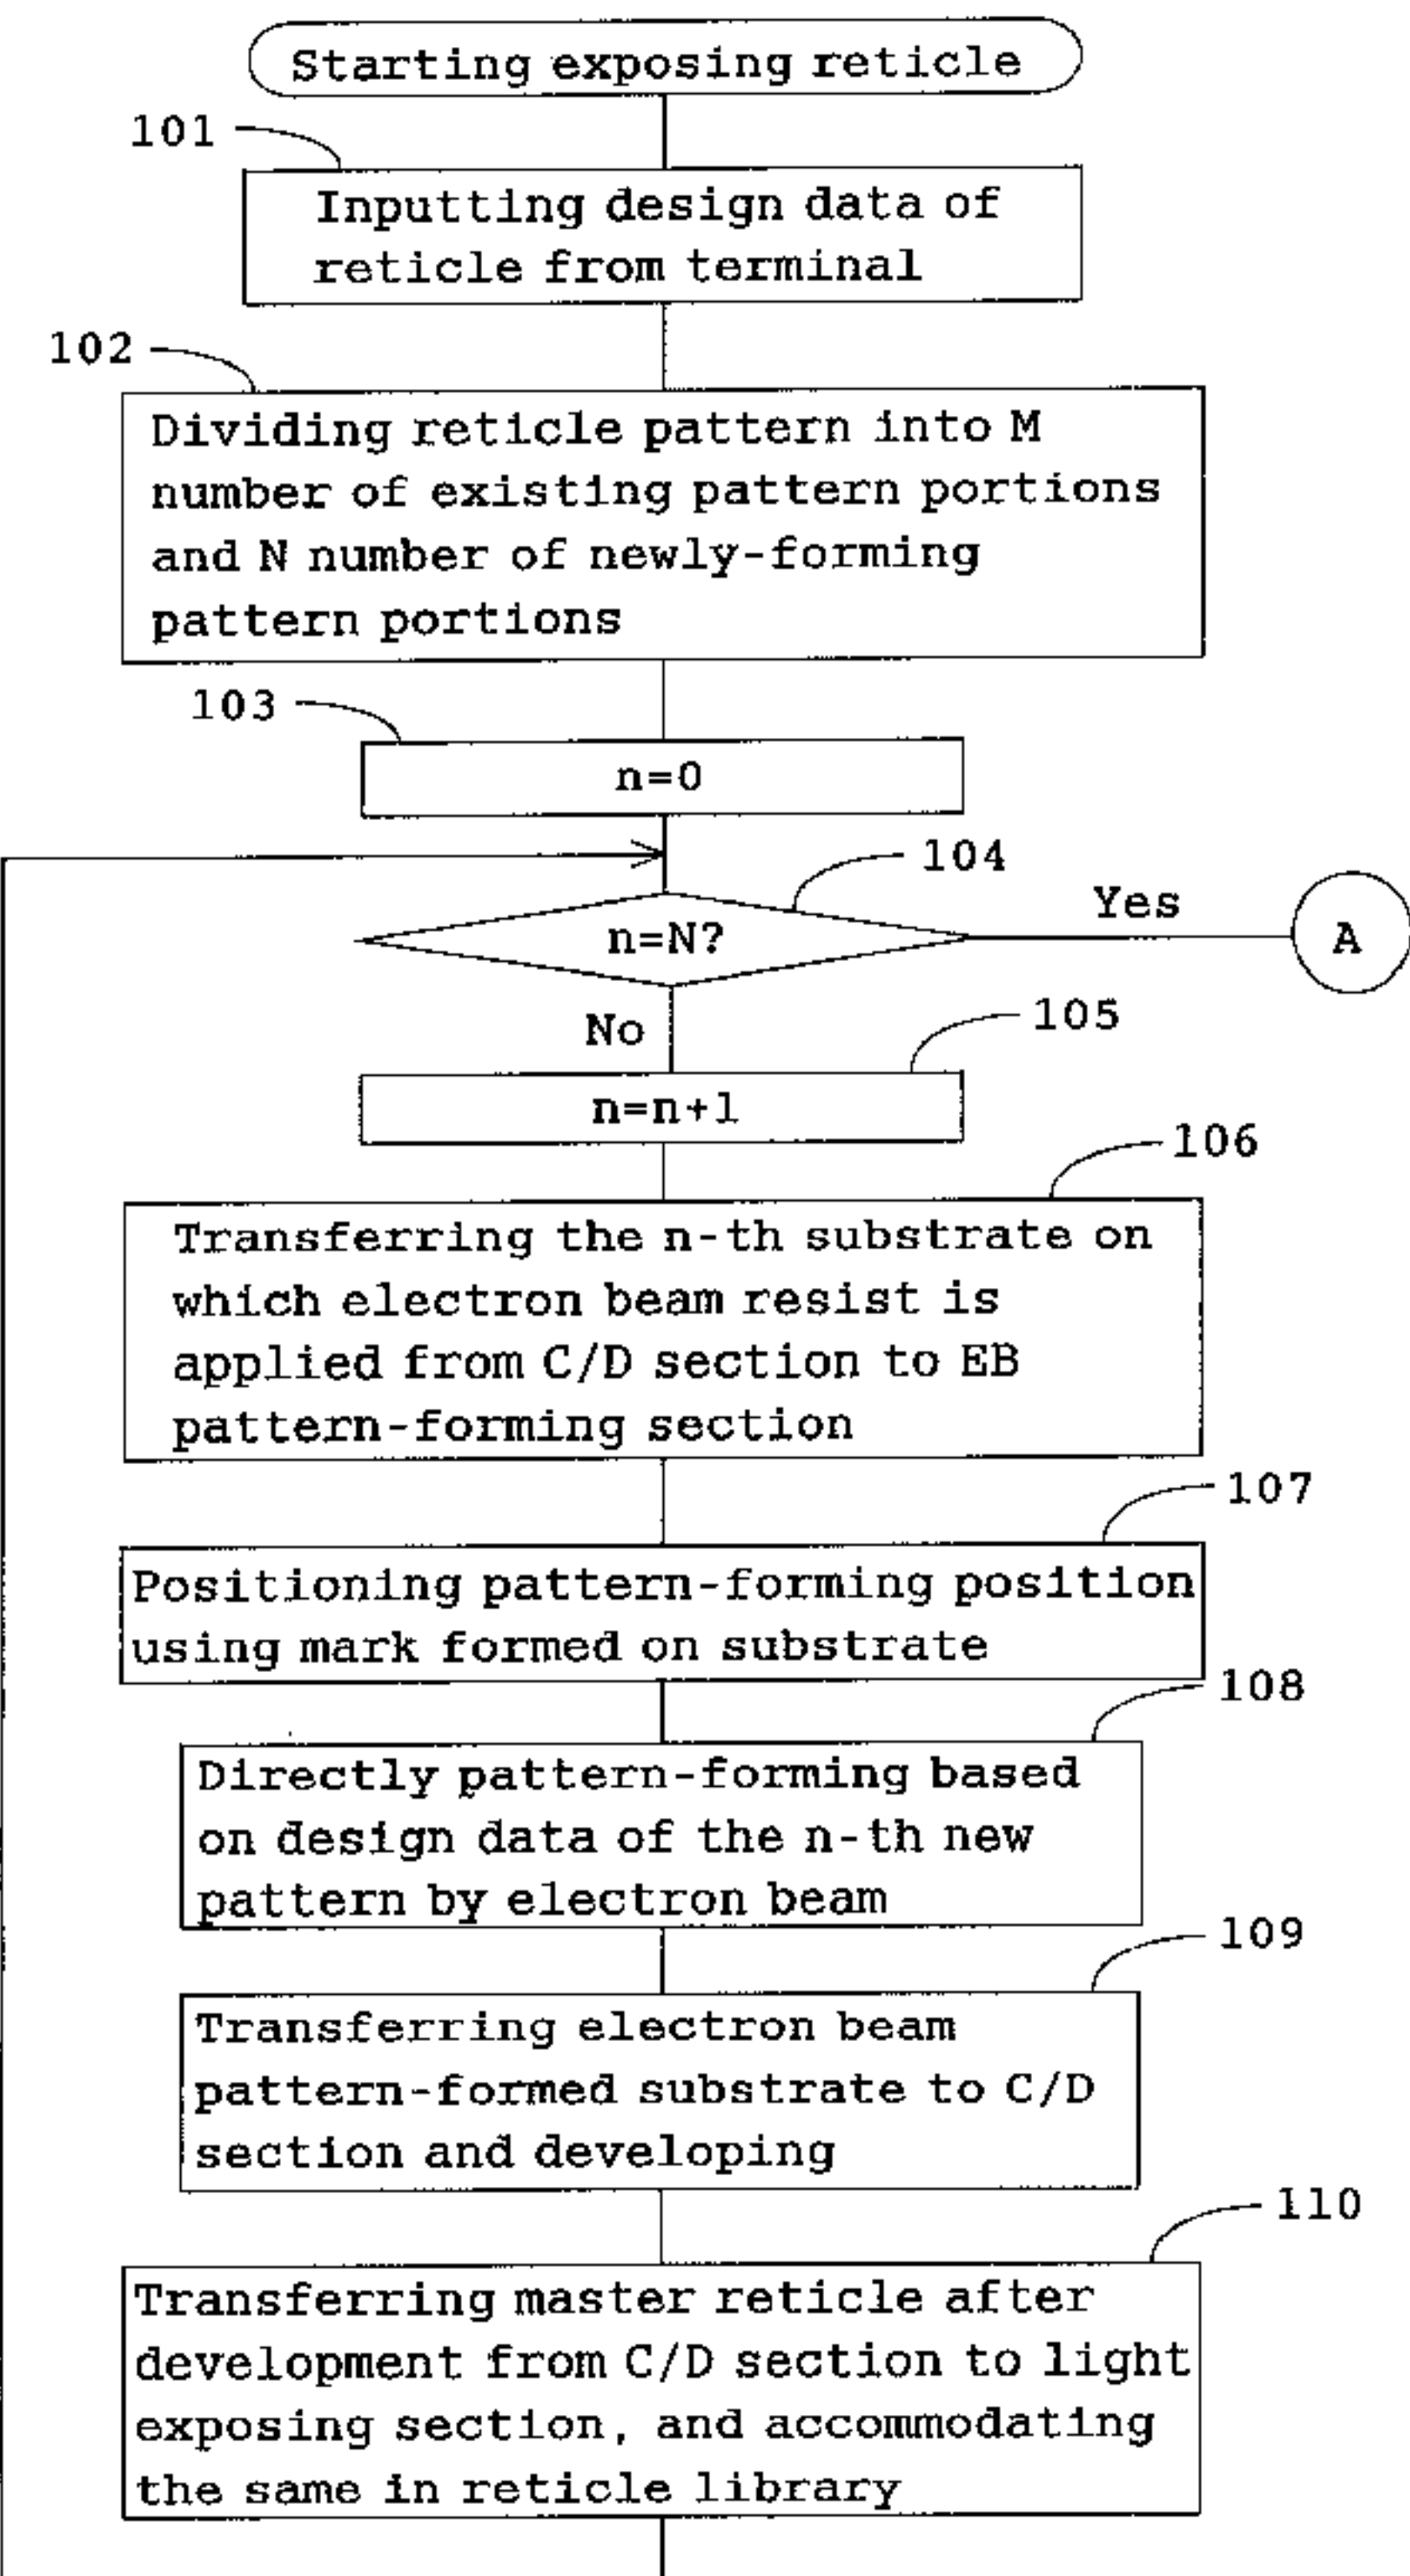 Starting exposing reticle
101
Inputting design data of
reticle from terminal
102
Dividing reticle pattern into M
number of existing pattern portions
and N number of newly-forming
pattern portions
103
n=0
104
n=N?
Yes
A
No
105
n=n+1
106
Transferring the n-th substrate on
which electron beam resist is
applied from C/D section to EB
pattern-forming section
107
Positioning pattern-forming position
using mark formed on substrate
108
Directly pattern-forming based
on design data of the n-th new
pattern by electron beam
109
Transferring electron beam
pattern-formed substrate to C/D
section and developing
110
Transferring master reticle after
development from C/D section to light
exposing section, and accommodating
the same in reticle library